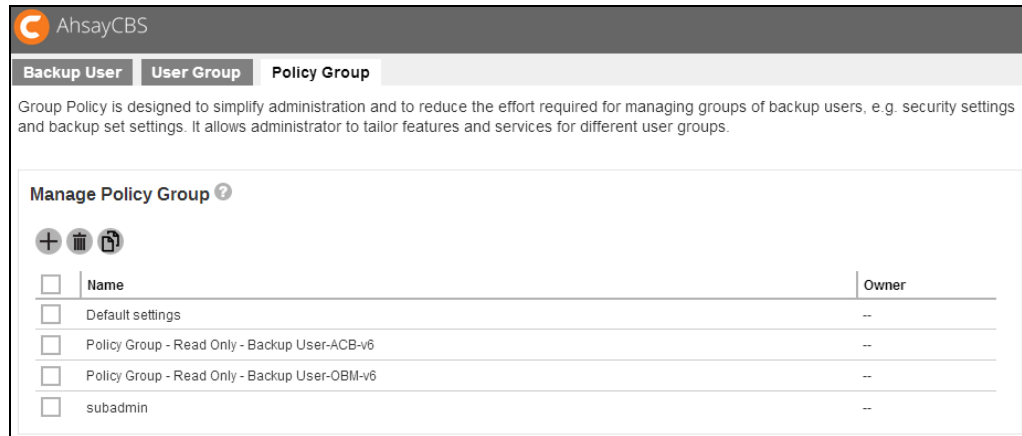 AhsayCBS
Backup User User Group Policy Group
Group Policy is designed to simplify administration and to reduce the effort required for managing groups of backup users, e.g. security settings
and backup set settings. It allows administrator to tailor features and services for different user groups.
Manage Policy Group ?
Name Owner
Default settings --
Policy Group - Read Only - Backup User-ACB-v6 --
Policy Group - Read Only - Backup User-OBM-v6 --
subadmin --